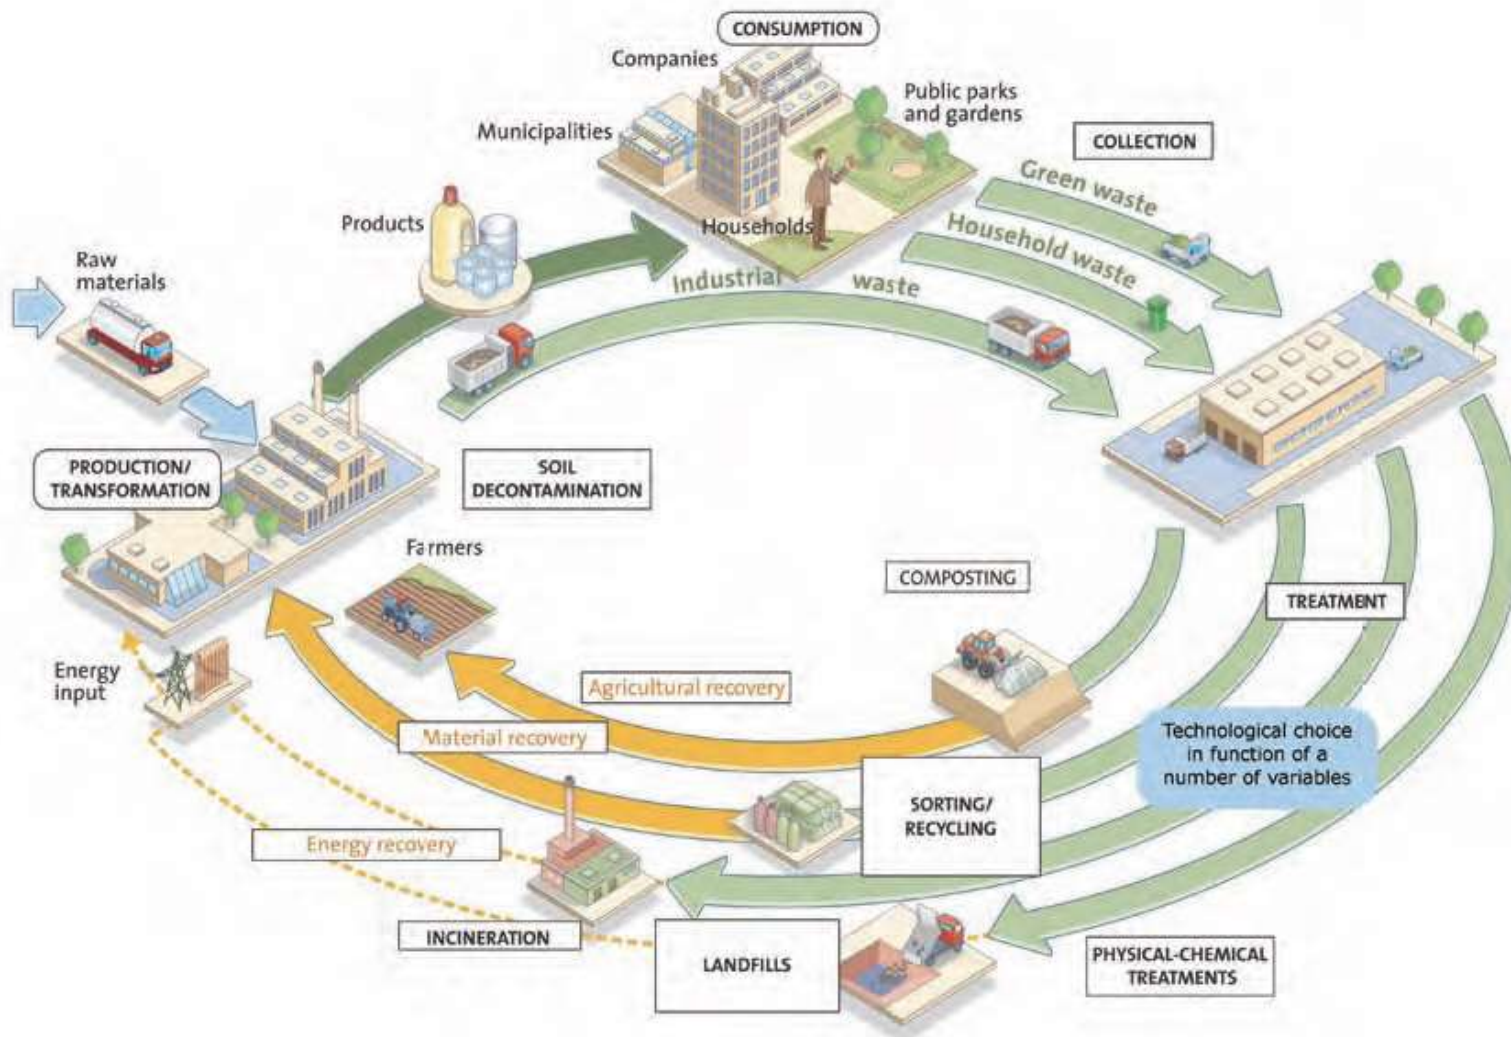 CONSUMPTION
Companies
Municipalities
Public parks
and gardens
Households
COLLECTION
Green waste
Household waste
Industrial waste
Products
Raw
materials
PRODUCTION/
TRANSFORMATION
SOIL
DECONTAMINATION
Farmers
COMPOSTING
TREATMENT
Energy
input
Agricultural recovery
Material recovery
Technological choice
in function of a
number of variables
SORTING/
RECYCLING
Energy recovery
INCINERATION
LANDFILLS
PHYSICAL-CHEMICAL
TREATMENTS